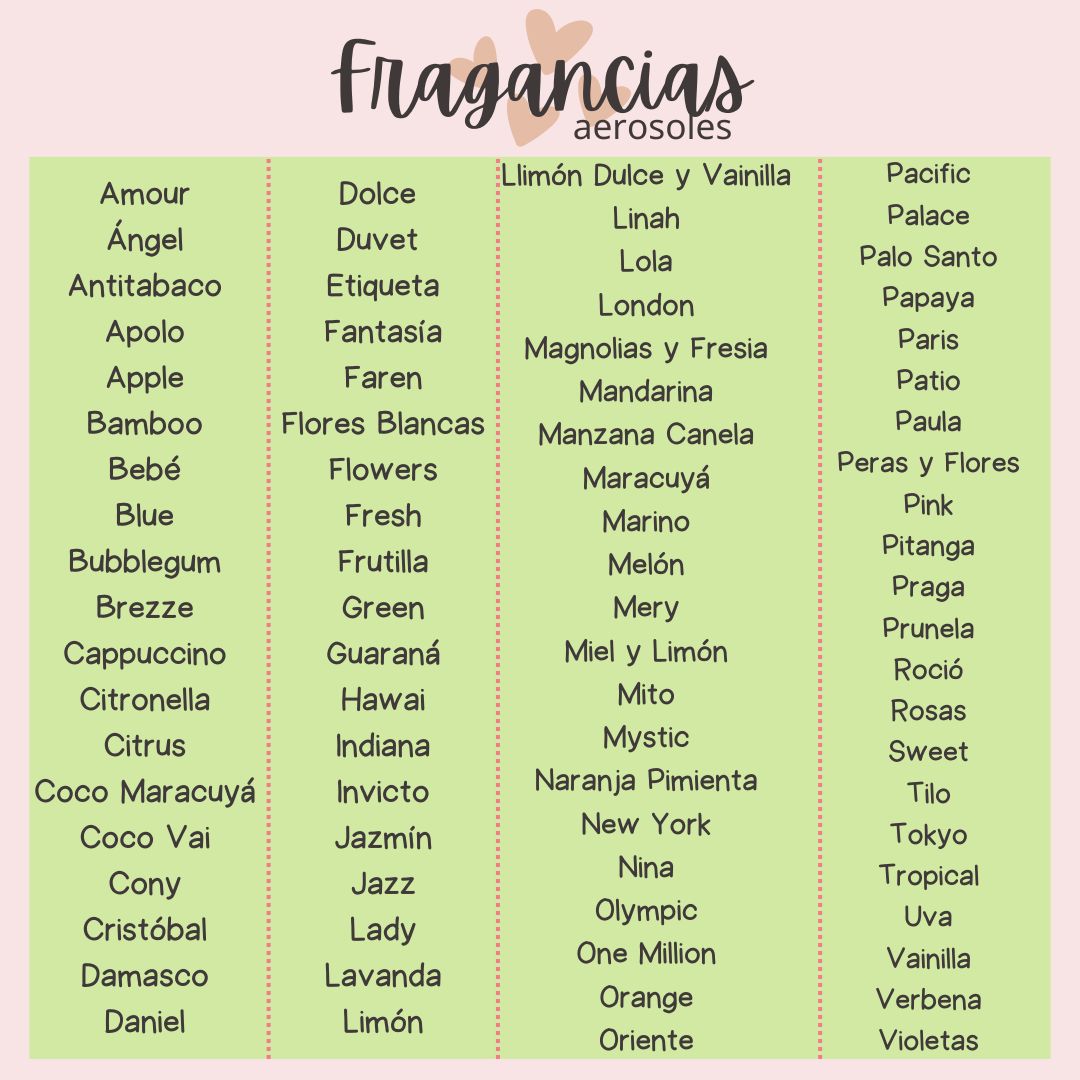 Fragancias
aerosoles
Amour
Ángel
Antitabaco
Apolo
Apple
Bamboo
Bebé
Blue
Bubblegum
Brezze
Cappuccino
Citronella
Citrus
Coco Maracuyá
Coco Vai
Cony
Cristóbal
Damasco
Daniel
Dolce
Duvet
Etiqueta
Fantasía
Faren
Flores Blancas
Flowers
Fresh
Frutilla
Green
Guaraná
Hawai
Indiana
Invicto
Jazmín
Jazz
Lady
Lavanda
Limón
Llimón Dulce y Vainilla
Linah
Lola
London
Magnolias y Fresia
Mandarina
Manzana Canela
Maracuyá
Marino
Melón
Mery
Miel y Limón
Mito
Mystic
Naranja Pimienta
New York
Nina
Olympic
One Million
Orange
Oriente
Pacific
Palace
Palo Santo
Papaya
Paris
Patio
Paula
Peras y Flores
Pink
Pitanga
Praga
Prunela
Roció
Rosas
Sweet
Tilo
Tokyo
Tropical
Uva
Vainilla
Verbena
Violetas